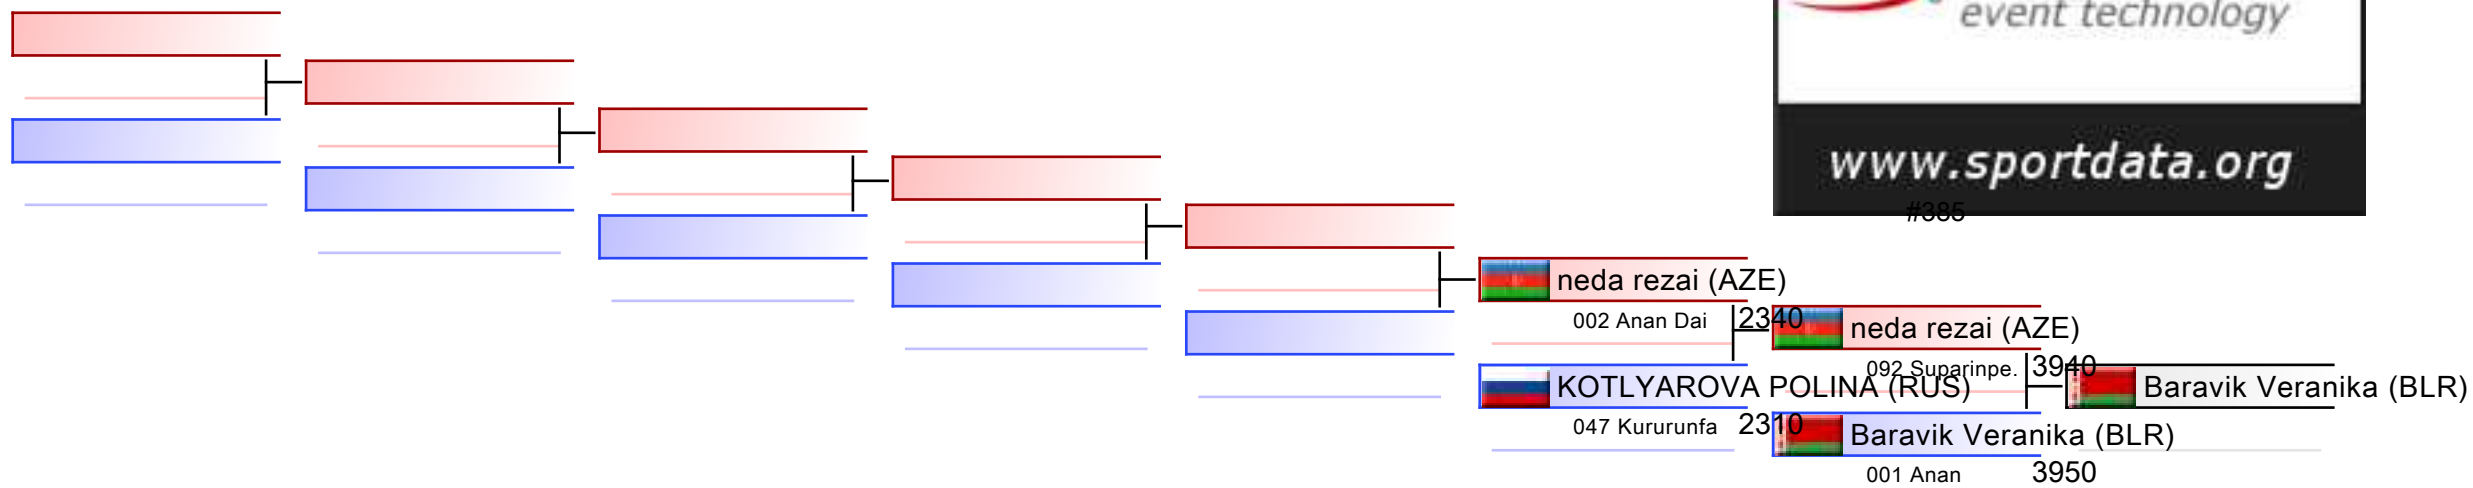 event technology
www.sportdata.org
#385
neda rezai (AZE)
002 Anan Dai 2340
neda rezai (AZE)
092 Suparinpe. 3940
KOTLYAROVA POLINA (RUS)
Baravik Veranika (BLR)
047 Kururunfa 2310
Baravik Veranika (BLR)
001 Anan 3950